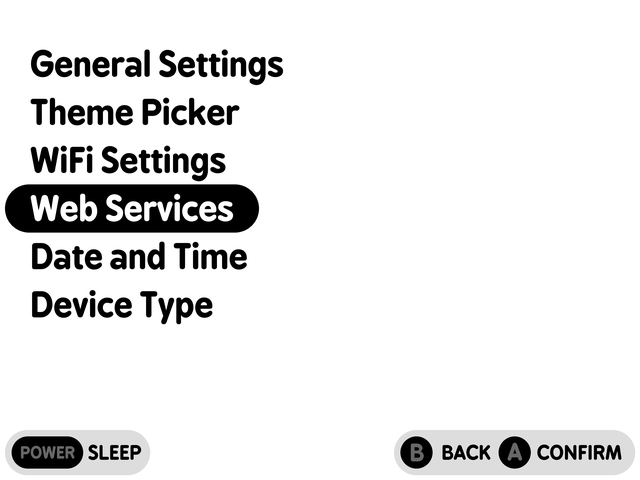 General Settings
Theme Picker
WiFi Settings
Web Services
Date and Time
Device Type
POWER SLEEP
B BACK A CONFIRM